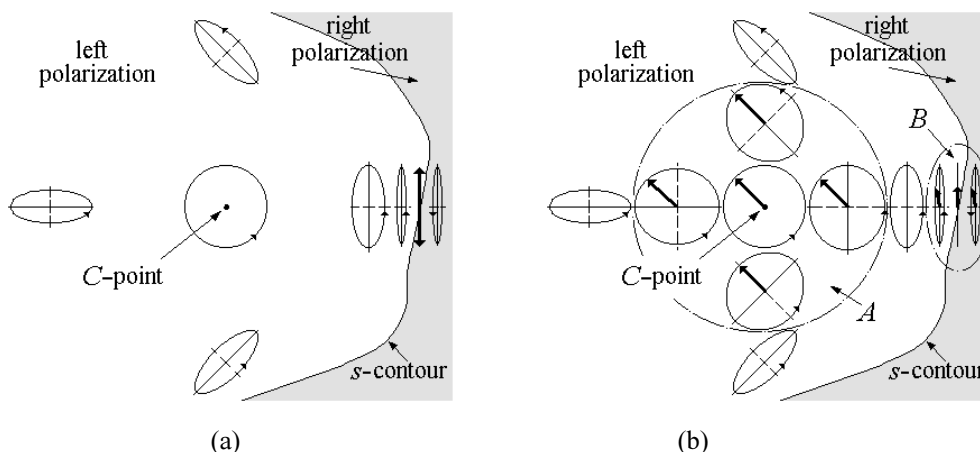 left
polarization
right
polarization
C-point
s-contour
(a)
left
polarization
right
polarization
B
C-point
A
s-contour
(b)